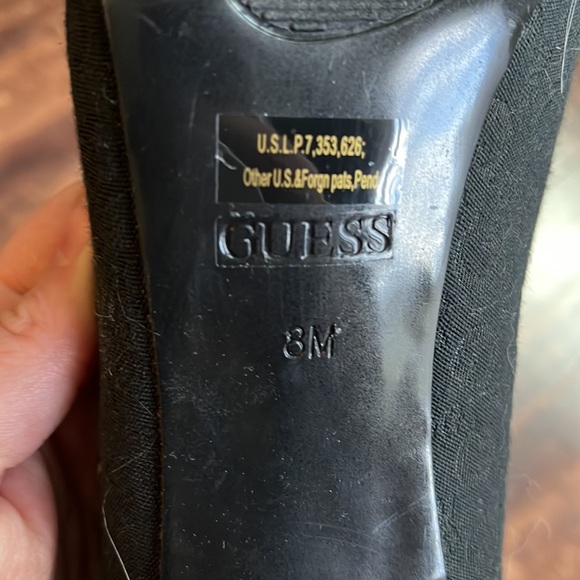 U.S.L.P.7,353,626;
Other U.S.&Forgn pats,Pend
GUESS
8M